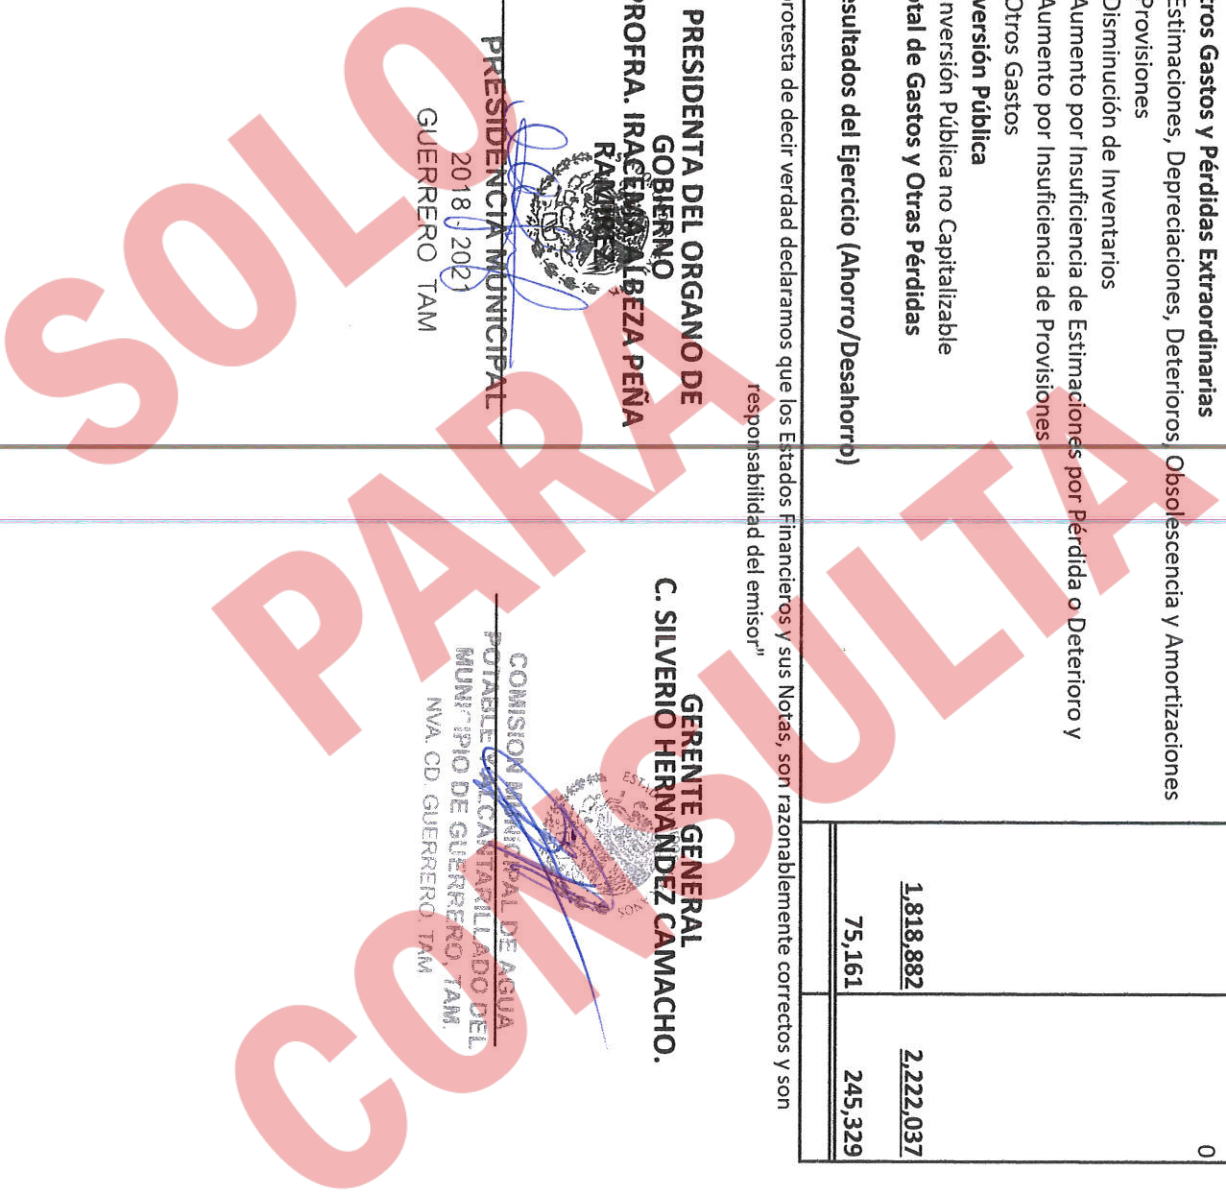 tros Gastos y Pérdidas Extraordinarias 0
Estimaciones, Depreciaciones, Deterioros, Obsolescencia y Amortizaciones
Provisiones
Disminución de Inventarios
Aumento por Insuficiencia de Estimaciones por Pérdida o Deterioro y
Aumento por Insuficiencia de Provisiones
Otros Gastos
versión Pública
nversión Pública no Capitalizable
otal de Gastos y Otras Pérdidas 1,818,882 2,222,037
esultados del Ejercicio (Ahorro/Desahorro) 75,161 245,329
rotesta de decir verdad declaramos que los Estados Financieros y sus Notas, son razonablemente correctos y son
responsabilidad del emisor"
PRESIDENTA DEL ORGANO DE
GOBIERNO
PROFRA. IRACEMA ALBEZA PEÑA
RAMIREZ
PRESIDENCIA MUNICIPAL
2018 - 2021
GUERRERO TAM
GERENTE GENERAL
C. SILVERIO HERNANDEZ CAMACHO.
COMISION MUNICIPAL DE AGUA
POTABLE Y ALCANTARILLADO DEL
MUNICIPIO DE GUERRERO, TAM.
NVA. CD. GUERRERO, TAM
SOLO
PARA
CONSULTA